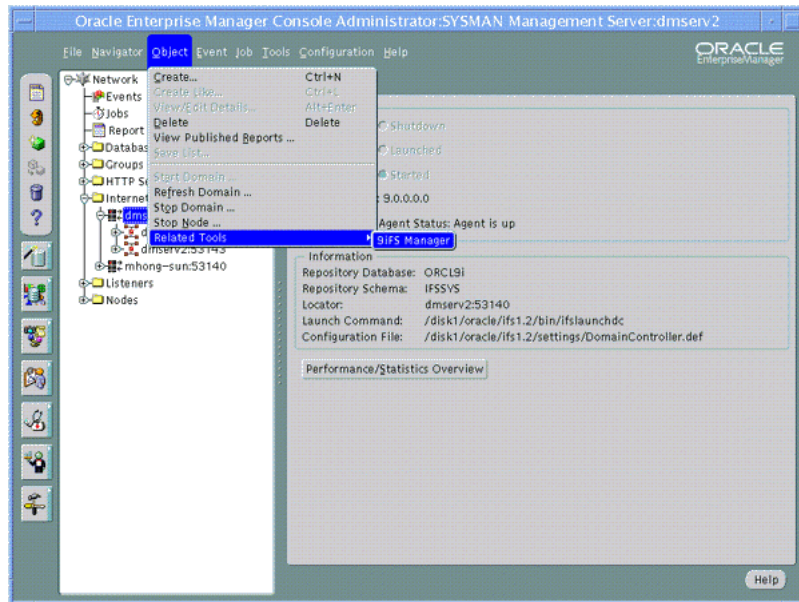 Oracle Enterprise Manager Console Administrator:SYSMAN Management Server:dmserv2
File Navigator Object Event Job Tools Configuration Help
ORACLE
EnterpriseManager
Network
Events
Jobs
Report
Databas
Groups
HTTP Se
Internet
dms
d
dmserv2:53143
mhong-sun:53140
Listeners
Nodes
Create... Ctrl+N
Create Like... Ctrl+L
View/Edit Details... Alt+Enter
Delete Delete
View Published Reports ...
Save List...
Start Domain ...
Refresh Domain ...
Stop Domain ...
Stop Node ...
Related Tools
9iFS Manager
Shutdown
Launched
Started
: 9.0.0.0.0
Agent Status: Agent is up
Information
Repository Database: ORCL9i
Repository Schema: IFSSYS
Locator: dmserv2:53140
Launch Command: /disk1/oracle/ifs1.2/bin/ifslaunchdc
Configuration File: /disk1/oracle/ifs1.2/settings/DomainController.def
Performance/Statistics Overview
Help